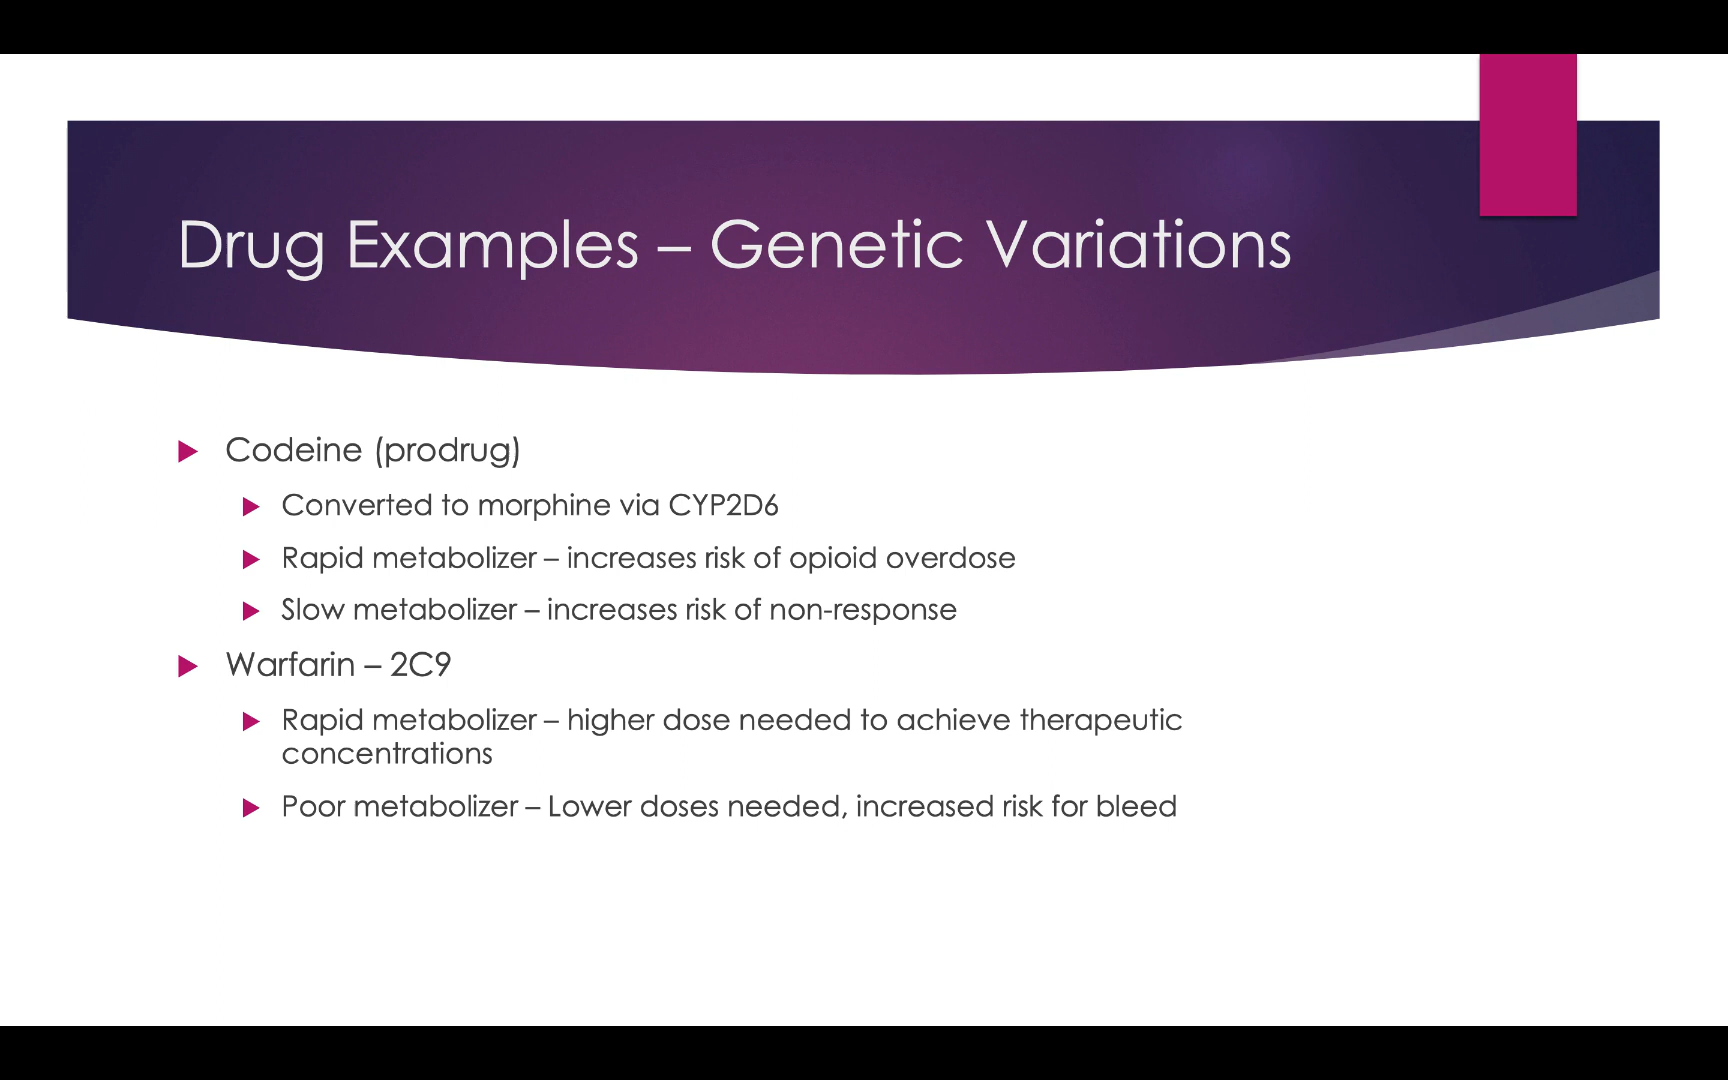 Drug Examples – Genetic Variations
Codeine (prodrug)
Converted to morphine via CYP2D6
Rapid metabolizer – increases risk of opioid overdose
Slow metabolizer – increases risk of non-response
Warfarin – 2C9
Rapid metabolizer – higher dose needed to achieve therapeutic
concentrations
Poor metabolizer – Lower doses needed, increased risk for bleed